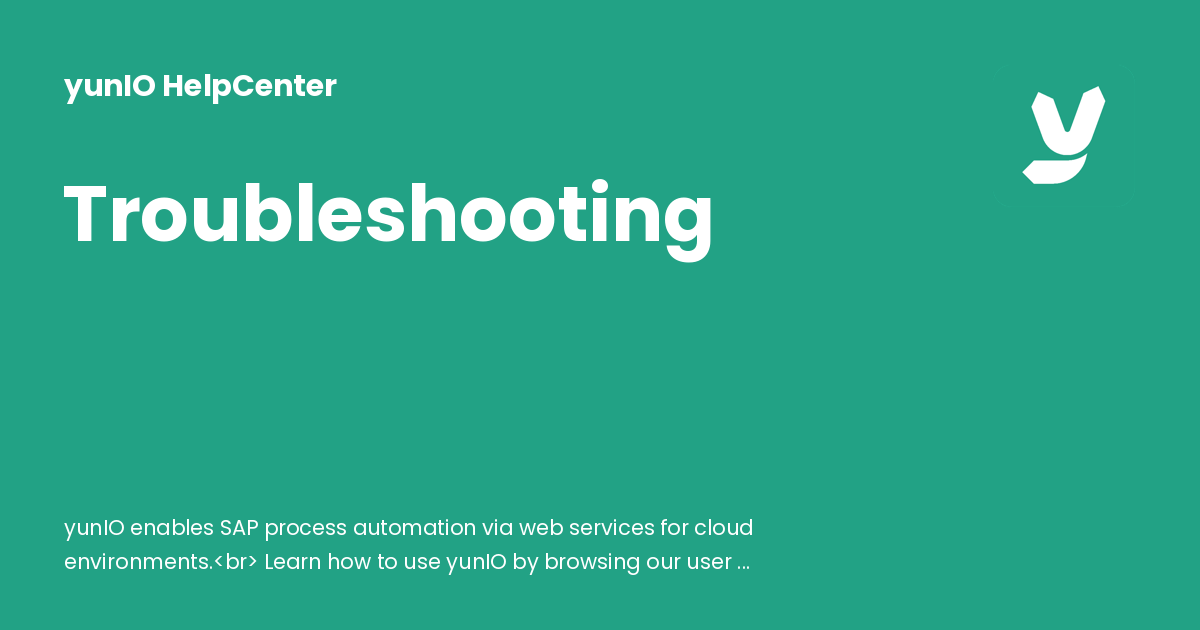 yunIO HelpCenter
Troubleshooting
yunIO enables SAP process automation via web services for cloud
environments.<br> Learn how to use yunIO by browsing our user ...